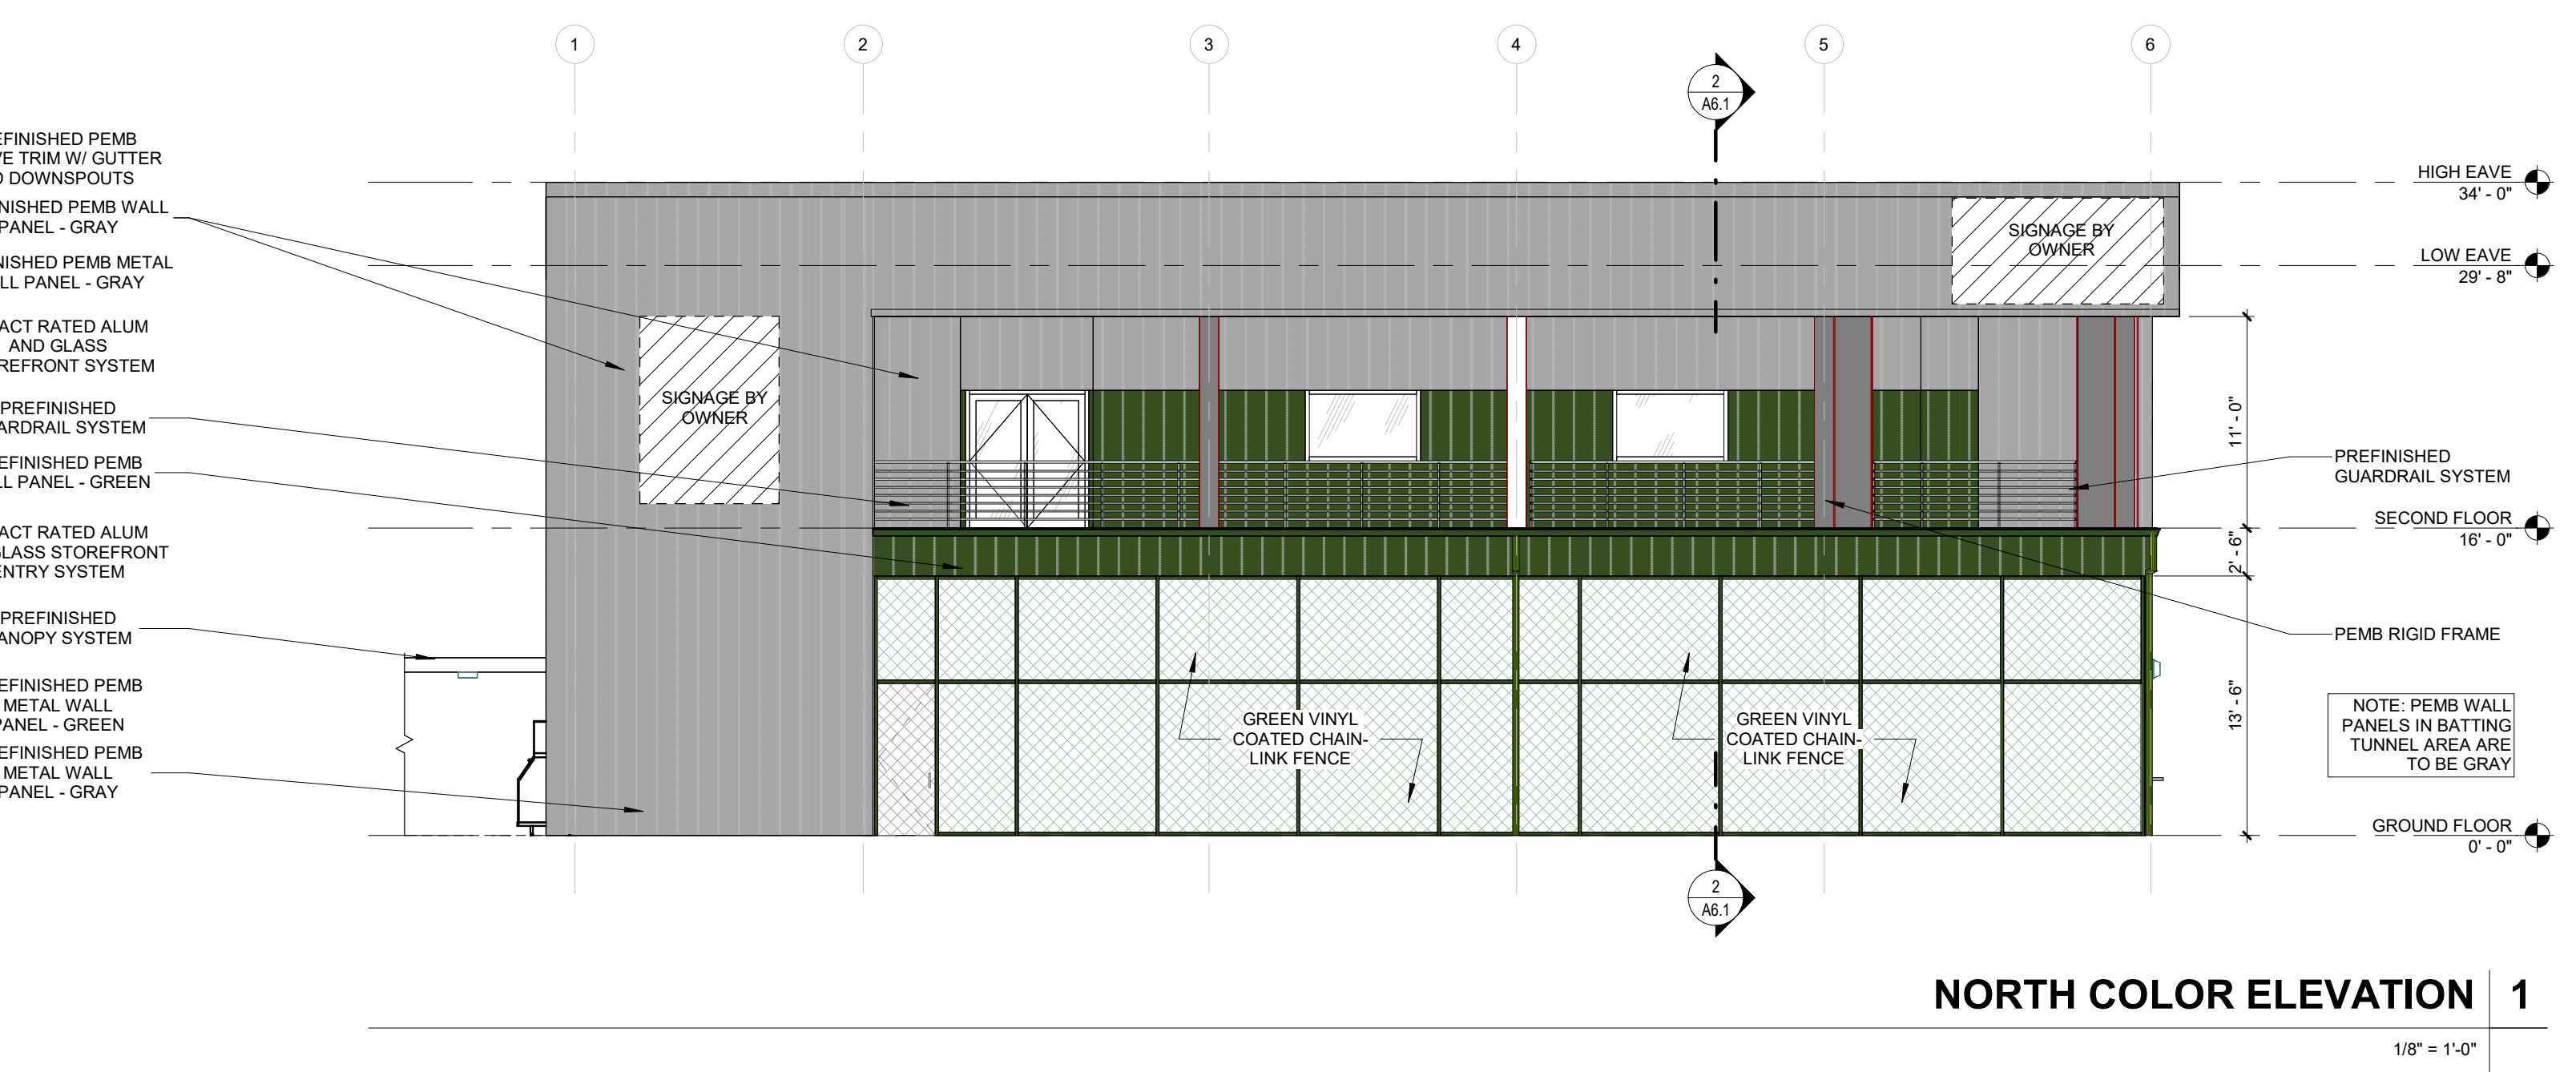 1
2
3
4
5
6
2
A6.1
EFINISHED PEMB
VE TRIM W/ GUTTER
D DOWNSPOUTS
NISHED PEMB WALL
PANEL - GRAY
NISHED PEMB METAL
LL PANEL - GRAY
ACT RATED ALUM
AND GLASS
REFRONT SYSTEM
PREFINISHED
ARDRAIL SYSTEM
EFINISHED PEMB
LL PANEL - GREEN
ACT RATED ALUM
GLASS STOREFRONT
ENTRY SYSTEM
PREFINISHED
ANOPY SYSTEM
EFINISHED PEMB
METAL WALL
PANEL - GREEN
EFINISHED PEMB
METAL WALL
PANEL - GRAY
SIGNAGE BY
OWNER
SIGNAGE BY
OWNER
GREEN VINYL
COATED CHAIN-
LINK FENCE
GREEN VINYL
COATED CHAIN-
LINK FENCE
HIGH EAVE
34' - 0"
LOW EAVE
29' - 8"
11' - 0"
PREFINISHED
GUARDRAIL SYSTEM
SECOND FLOOR
16' - 0"
2' - 6"
PEMB RIGID FRAME
13' - 6"
NOTE: PEMB WALL
PANELS IN BATTING
TUNNEL AREA ARE
TO BE GRAY
GROUND FLOOR
0' - 0"
2
A6.1
NORTH COLOR ELEVATION 1
1/8" = 1'-0"